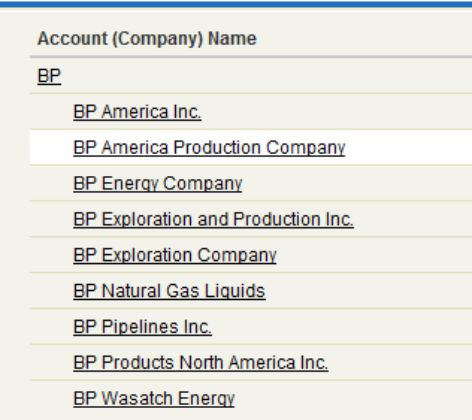 Account (Company) Name
BP
BP America Inc.
BP America Production Company
BP Energy Company
BP Exploration and Production Inc.
BP Exploration Company
BP Natural Gas Liquids
BP Pipelines Inc.
BP Products North America Inc.
BP Wasatch Energy